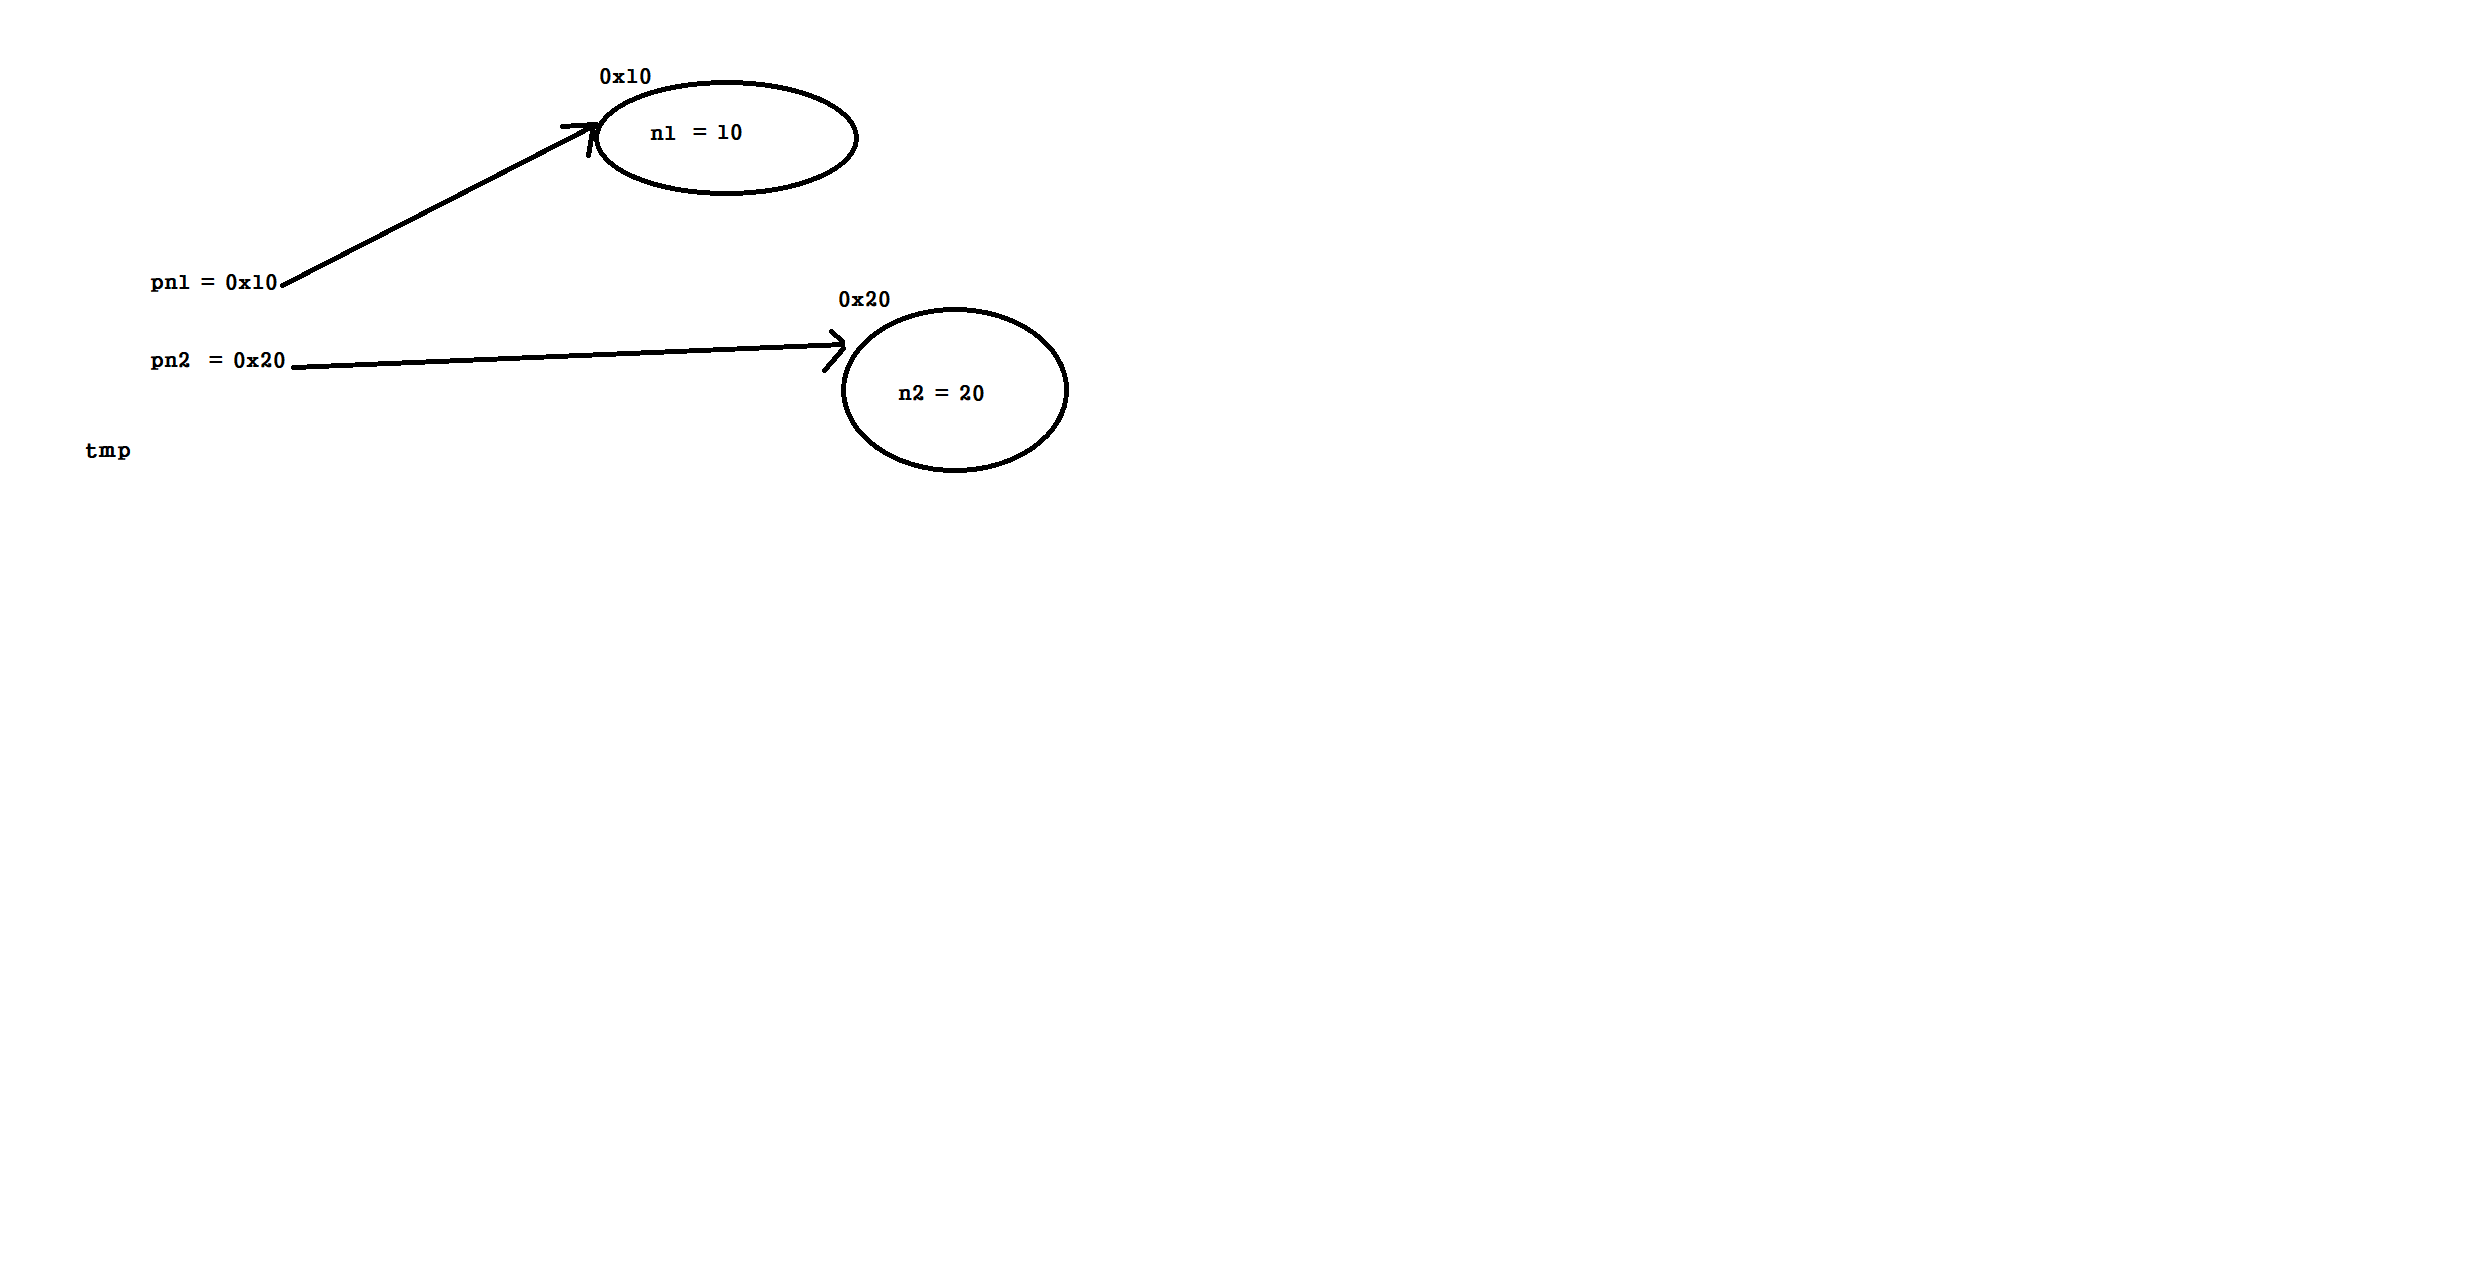 0x10
n1 = 10
pn1 = 0x10
0x20
pn2 = 0x20
n2 = 20
tmp